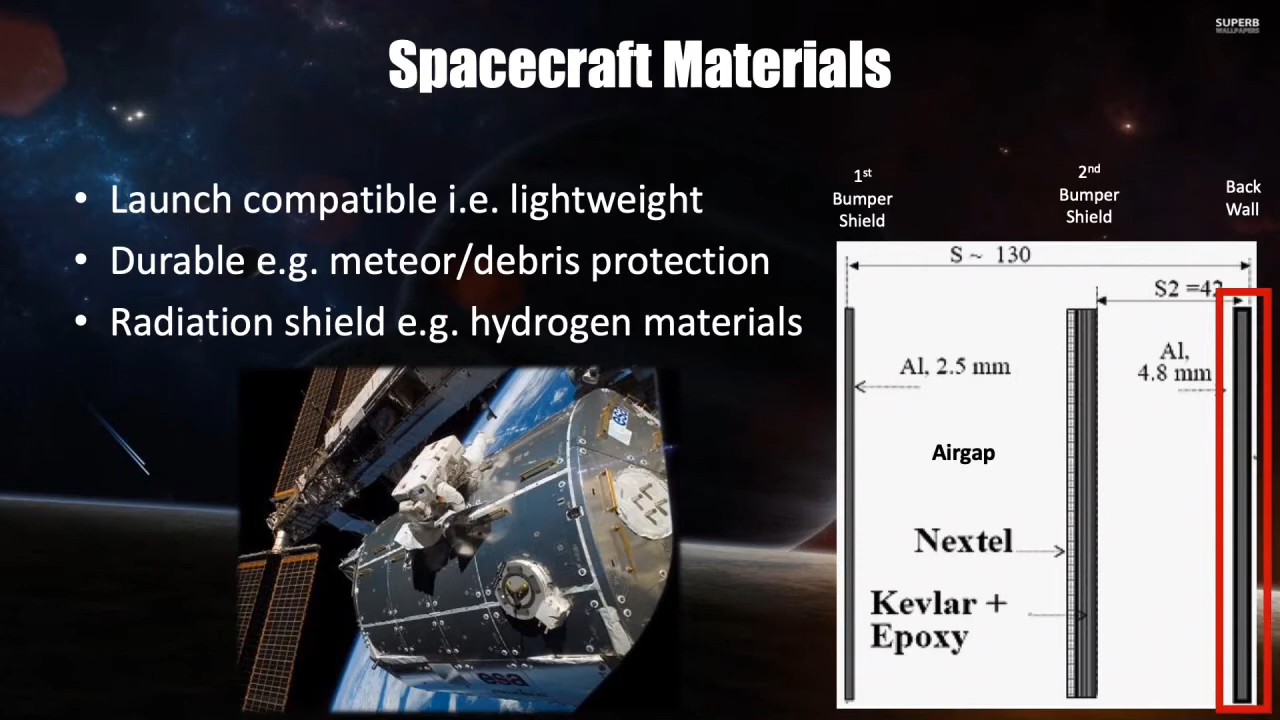 SUPERB
WALLPAPERS
Spacecraft Materials
• Launch compatible i.e. lightweight
• Durable e.g. meteor/debris protection
• Radiation shield e.g. hydrogen materials
1st
Bumper
Shield
2nd
Bumper
Shield
Back
Wall
S ~ 130
S2 =42
Al, 2.5 mm
Al,
4.8 mm
Airgap
Nextel
Kevlar +
Epoxy
esa